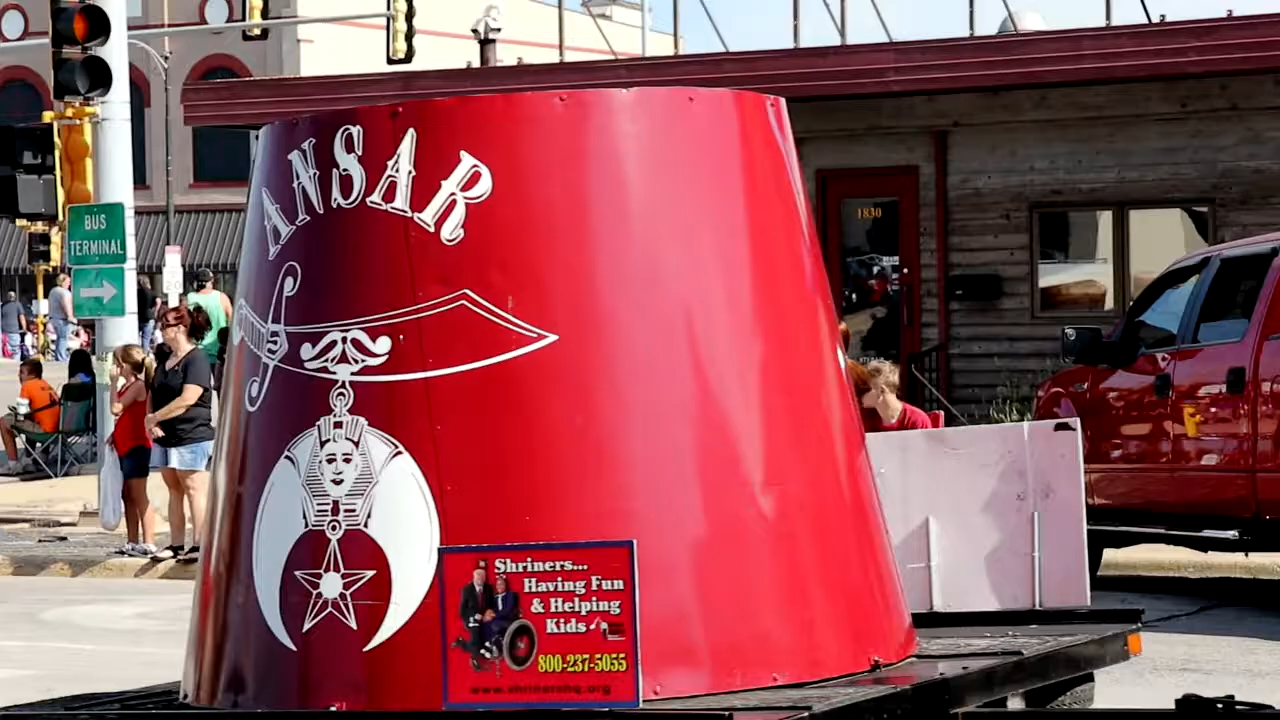 ANSAR
BUS
TERMINAL
1830
Shriners...
Having Fun
& Helping
Kids
800-237-5055
www.shrinershq.org